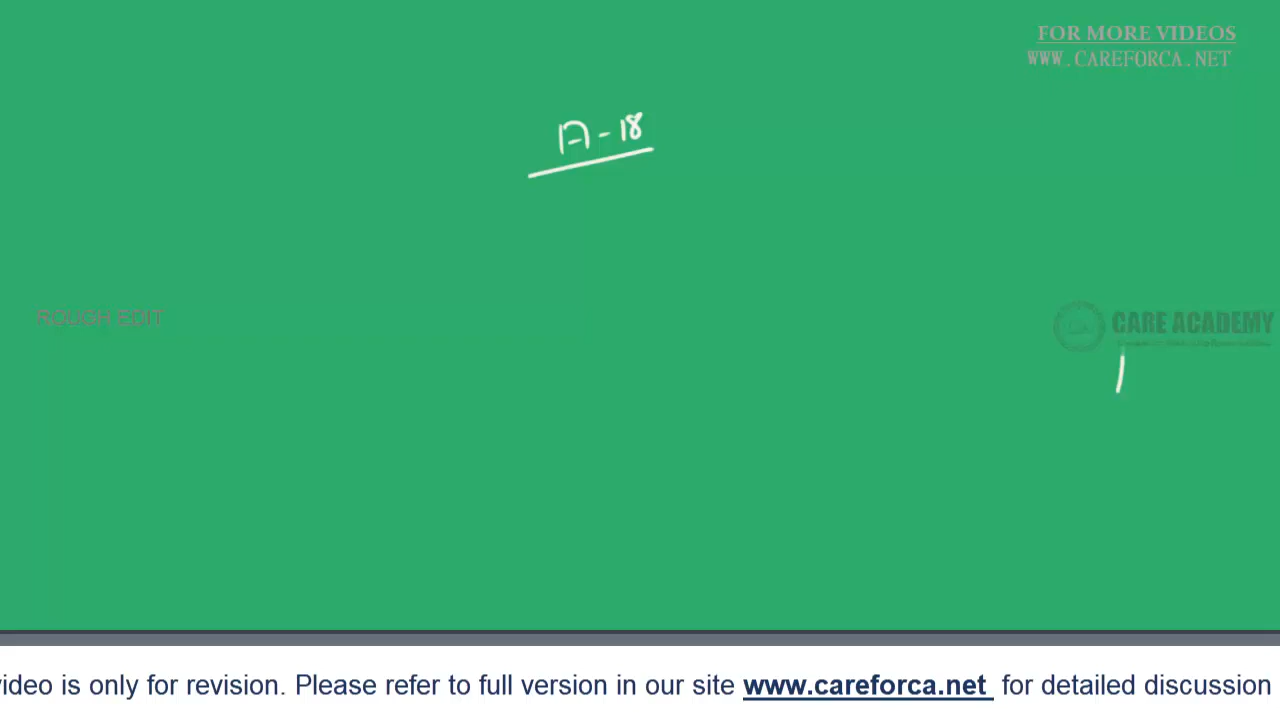 FOR MORE VIDEOS
WWW.CAREFORCA.NET
17-18
ROUGH EDIT
CARE ACADEMY
video is only for revision. Please refer to full version in our site www.careforca.net for detailed discussion